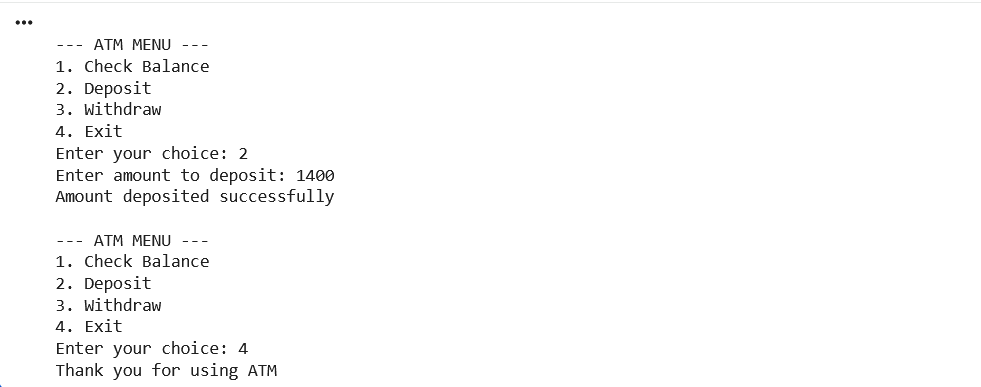 --- ATM MENU ---
1. Check Balance
2. Deposit
3. Withdraw
4. Exit
Enter your choice: 2
Enter amount to deposit: 1400
Amount deposited successfully

--- ATM MENU ---
1. Check Balance
2. Deposit
3. Withdraw
4. Exit
Enter your choice: 4
Thank you for using ATM